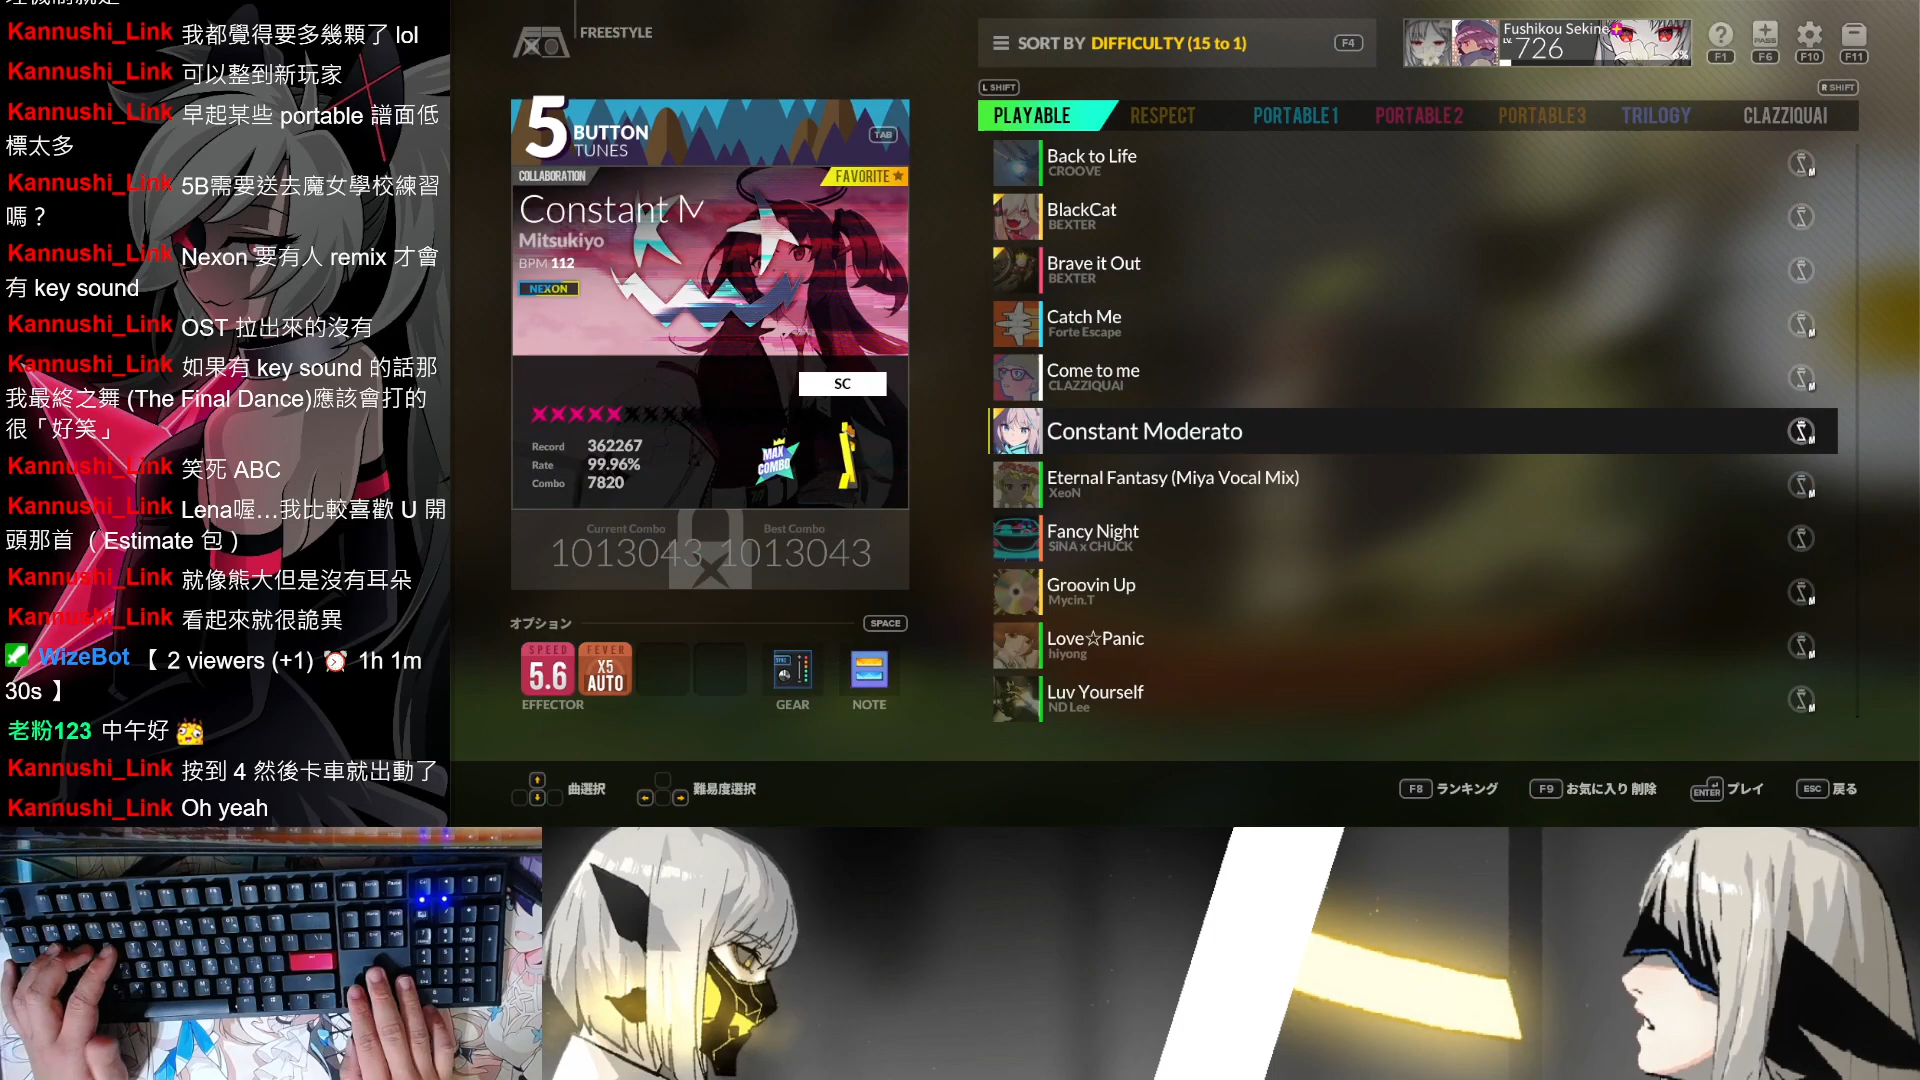 Kannushi_Link 我都覺得要多幾顆了 lol
Kannushi_Link 可以整到新玩家
Kannushi_Link 早起某些 portable 譜面低
標太多
Kannushi_Link 5B需要送去魔女學校練習
嗎？
Kannushi_Link Nexon 要有人 remix 才會
有 key sound
Kannushi_Link OST 拉出來的沒有
Kannushi_Link 如果有 key sound 的話那
我最終之舞 (The Final Dance)應該會打的
很「好笑」
Kannushi_Link 笑死 ABC
Kannushi_Link Lena喔…我比較喜歡 U 開
頭那首 （ Estimate 包 )
Kannushi_Link 就像熊大但是沒有耳朵
Kannushi_Link 看起來就很詭異
WizeBot 【 2 viewers (+1) ⏰ 1h 1m
30s 】
老粉123 中午好
Kannushi_Link 按到 4 然後卡車就出動了
Kannushi_Link Oh yeah
FREESTYLE
5 BUTTON
TUNES
TAB
COLLABORATION
FAVORITE ★
Constant M
Mitsukiyo
BPM 112
NEXON
SC
Record 362267
Rate 99.96%
Combo 7820
MAX
COMBO
Current Combo
1013043
Best Combo
1013043
オプション
SPACE
SPEED
5.6
FEVER
X5
AUTO
EFFECTOR
GEAR
NOTE
曲選択
難易度選択
SORT BY DIFFICULTY (15 to 1)
F4
Fushikou Sekine
LV. 726
6%
F1
PASS
F6
F10
F11
L SHIFT
R SHIFT
PLAYABLE
RESPECT
PORTABLE1
PORTABLE2
PORTABLE3
TRILOGY
CLAZZIQUAI
Back to Life
CROOVE
BlackCat
BEXTER
Brave it Out
BEXTER
Catch Me
Forte Escape
Come to me
CLAZZIQUAI
Constant Moderato
Eternal Fantasy (Miya Vocal Mix)
XeoN
Fancy Night
SiNA x CHUCK
Groovin Up
Mycin.T
Love☆Panic
hiyong
Luv Yourself
ND Lee
F8 ランキング
F9 お気に入り 削除
ENTER プレイ
ESC 戻る